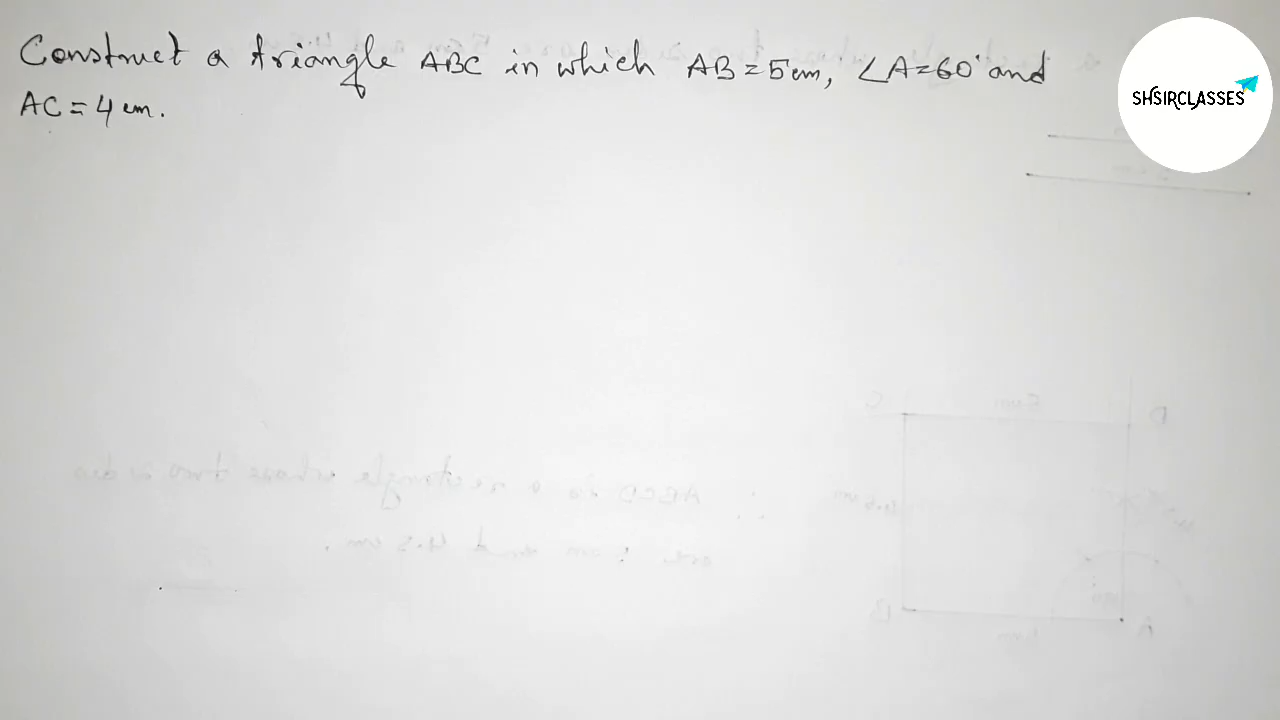 Construct a triangle ABC in which AB = 5 cm, ∠A = 60° and
AC = 4 cm.
SHSIRCLASSES